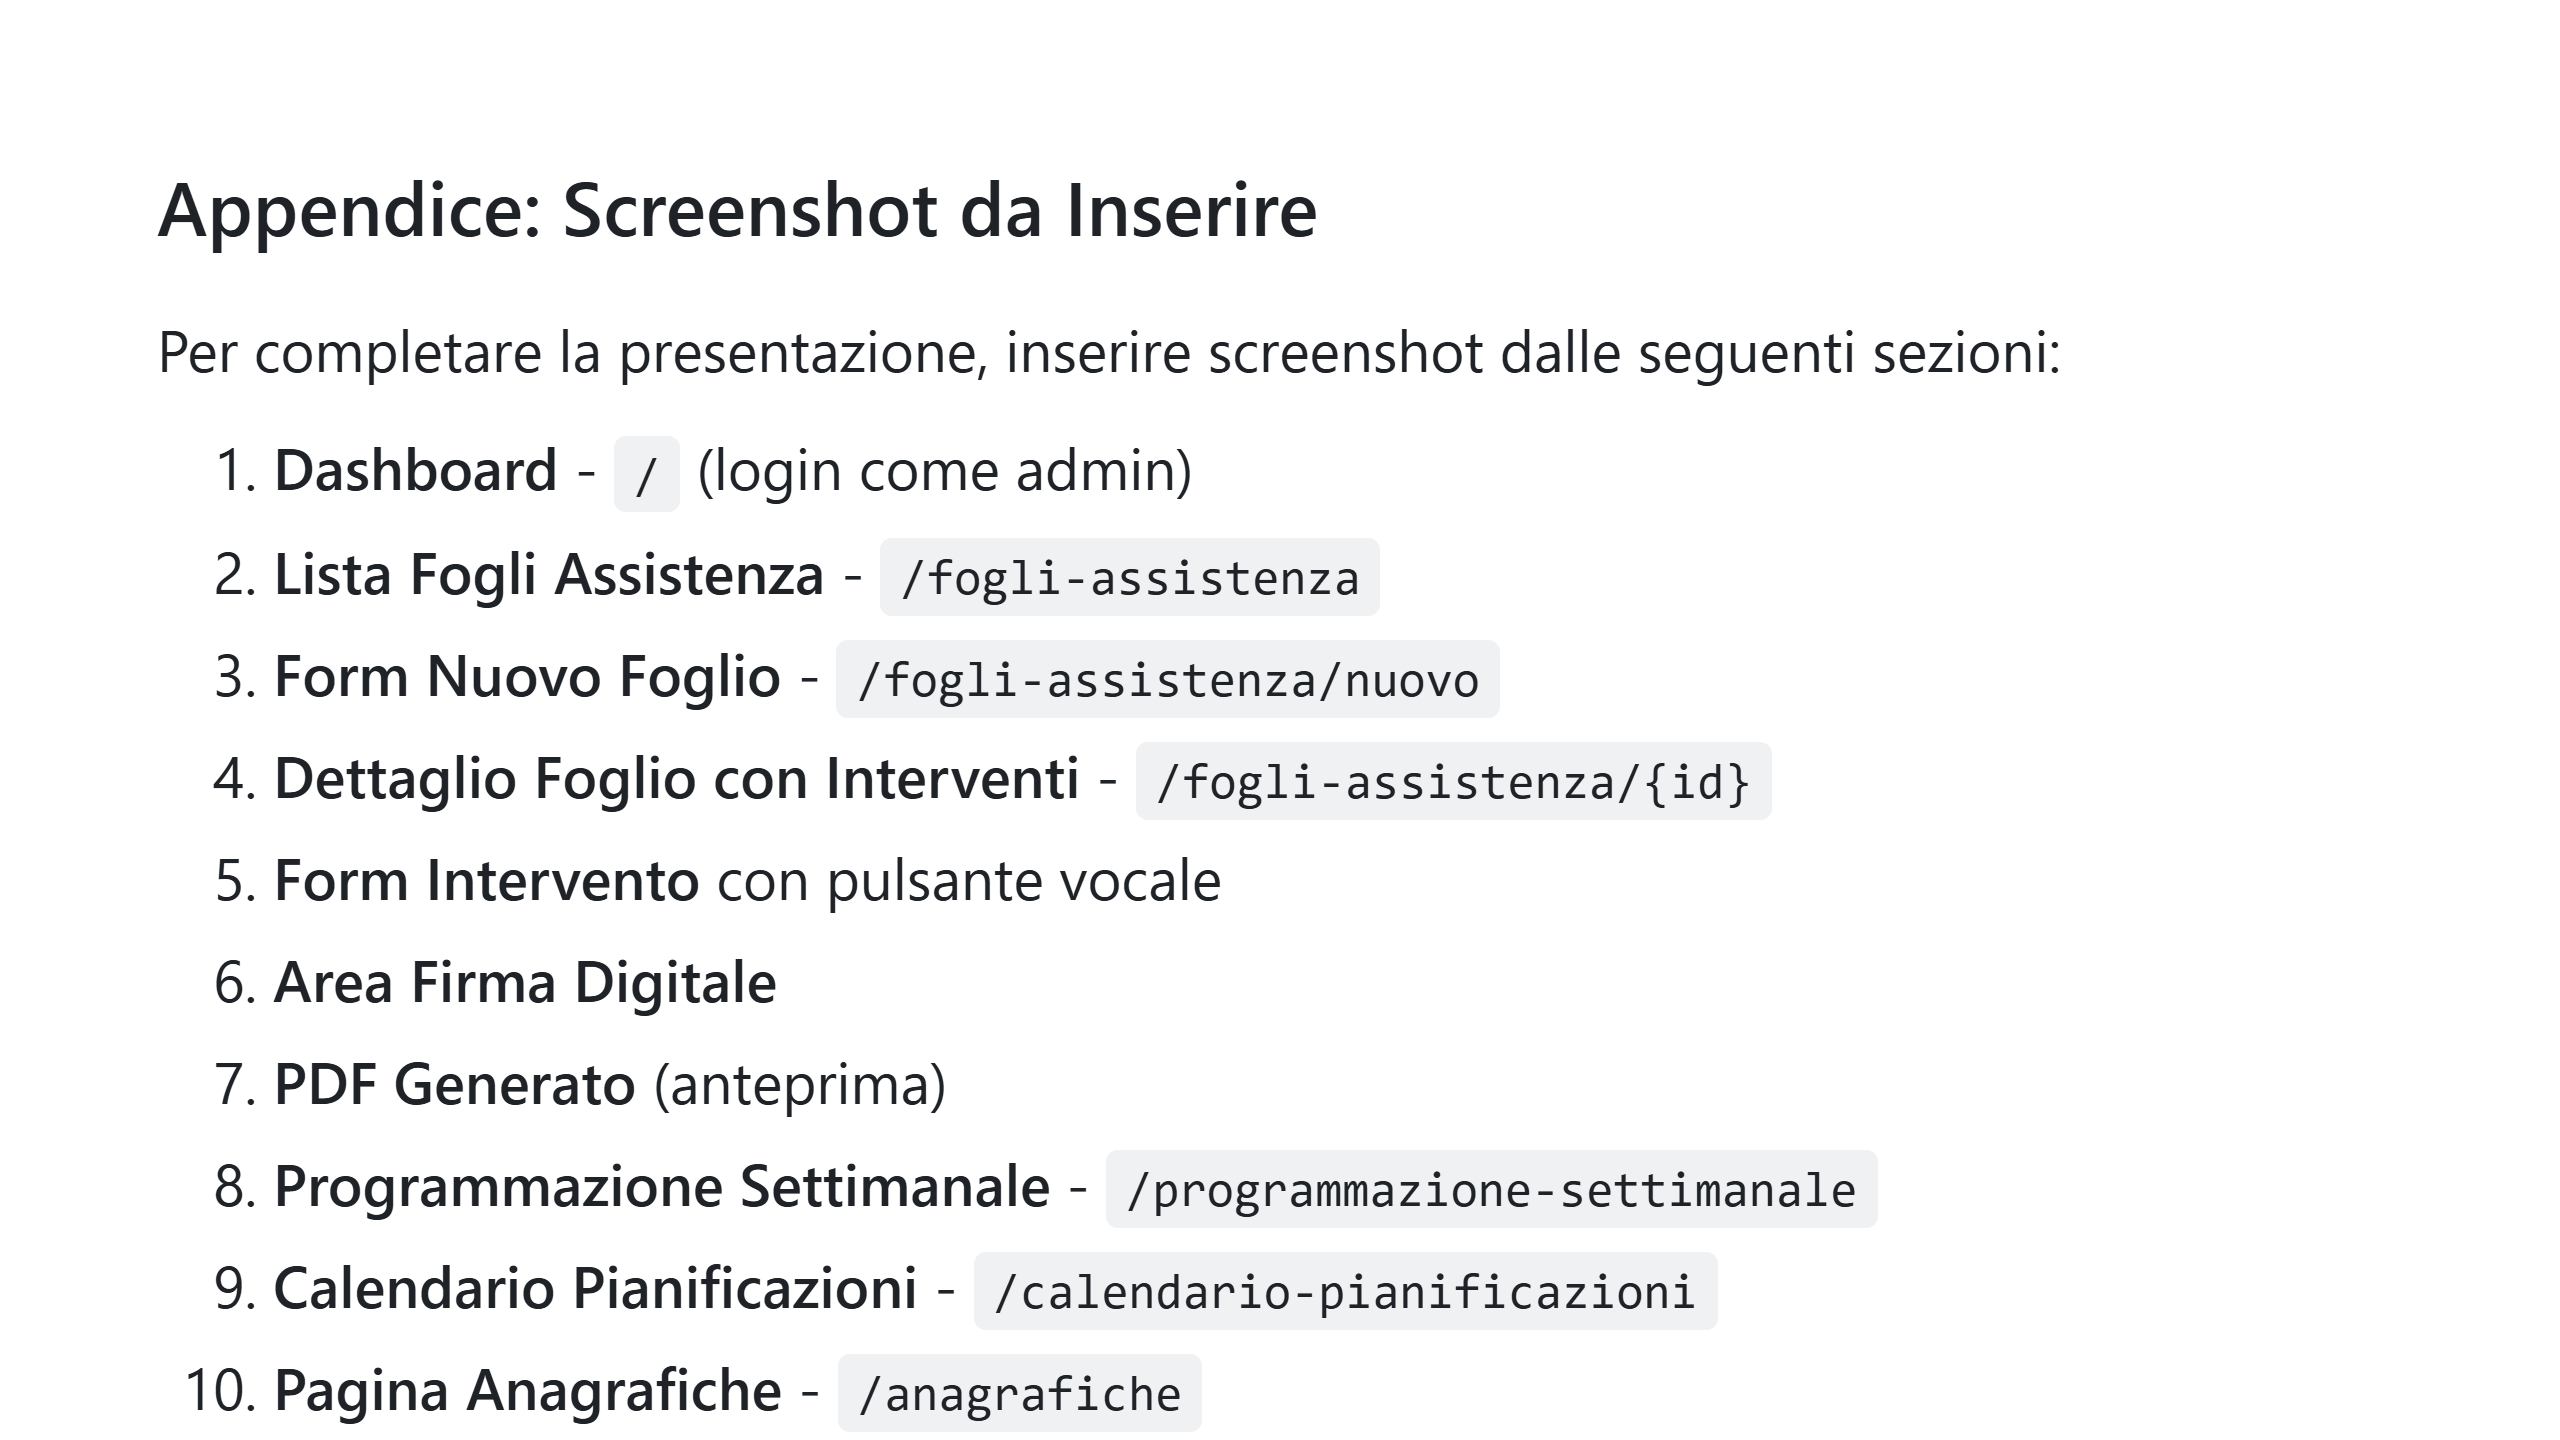 Appendice: Screenshot da Inserire
Per completare la presentazione, inserire screenshot dalle seguenti sezioni:
1. Dashboard - / (login come admin)
2. Lista Fogli Assistenza - /fogli-assistenza
3. Form Nuovo Foglio - /fogli-assistenza/nuovo
4. Dettaglio Foglio con Interventi - /fogli-assistenza/{id}
5. Form Intervento con pulsante vocale
6. Area Firma Digitale
7. PDF Generato (anteprima)
8. Programmazione Settimanale - /programmazione-settimanale
9. Calendario Pianificazioni - /calendario-pianificazioni
10. Pagina Anagrafiche - /anagrafiche